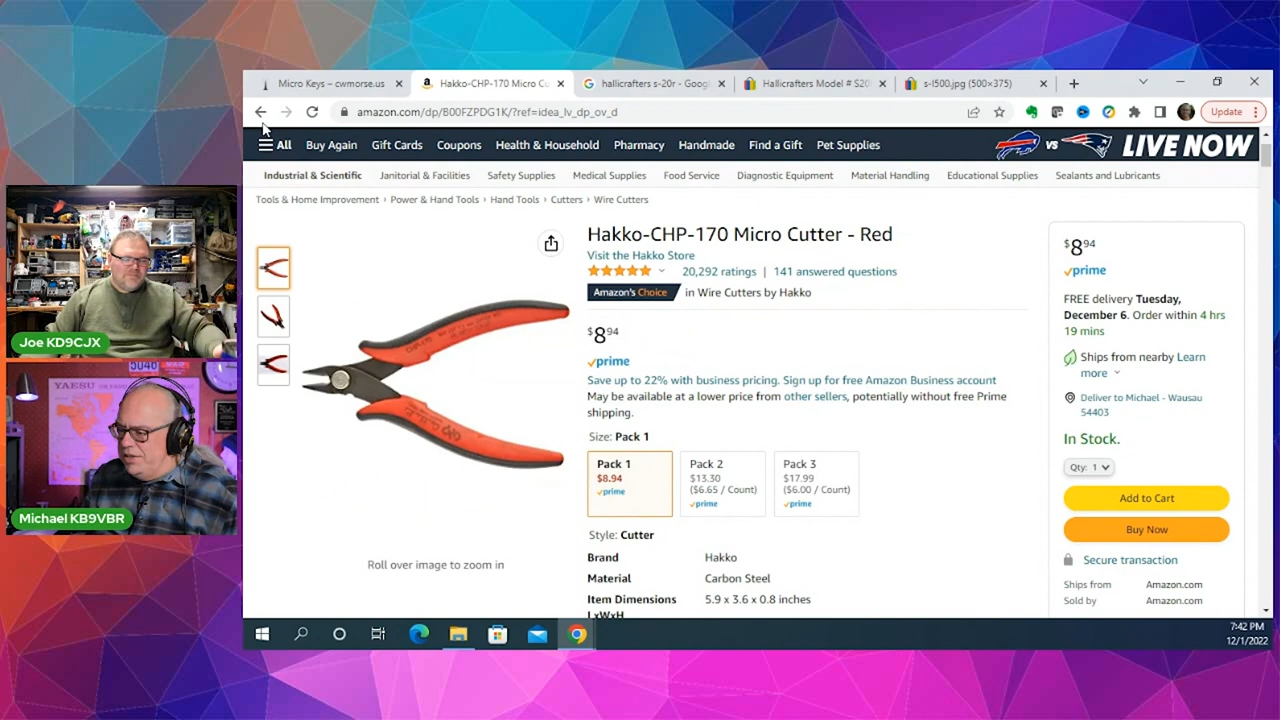 Micro Keys – cwmorse.us
Hakko-CHP-170 Micro Cu
hallicrafters s-20r - Goog
Hallicrafters Model # S20
s-l500.jpg (500×375)
amazon.com/dp/B00FZPDG1K/?ref=idea_lv_dp_ov_d
Update
All Buy Again Gift Cards Coupons Health & Household Pharmacy Handmade Find a Gift Pet Supplies
VS
LIVE NOW
Industrial & Scientific Janitorial & Facilities Safety Supplies Medical Supplies Food Service Diagnostic Equipment Material Handling Educational Supplies Sealants and Lubricants
Tools & Home Improvement › Power & Hand Tools › Hand Tools › Cutters › Wire Cutters
Hakko-CHP-170 Micro Cutter - Red
Visit the Hakko Store
20,292 ratings | 141 answered questions
Amazon's Choice in Wire Cutters by Hakko
$8 94
prime
Save up to 22% with business pricing. Sign up for free Amazon Business account
May be available at a lower price from other sellers, potentially without free Prime
shipping.
Size: Pack 1
Pack 1
$8.94
prime
Pack 2
$13.30
($6.65 / Count)
prime
Pack 3
$17.99
($6.00 / Count)
prime
Style: Cutter
Brand Hakko
Material Carbon Steel
Item Dimensions 5.9 x 3.6 x 0.8 inches
LxWxH
Roll over image to zoom in
$8 94
prime
FREE delivery Tuesday,
December 6. Order within 4 hrs
19 mins
Ships from nearby Learn
more
Deliver to Michael - Wausau
54403
In Stock.
Qty: 1
Add to Cart
Buy Now
Secure transaction
Ships from Amazon.com
Sold by Amazon.com
7:42 PM
12/1/2022
Joe KD9CJX
YAESU
Michael KB9VBR